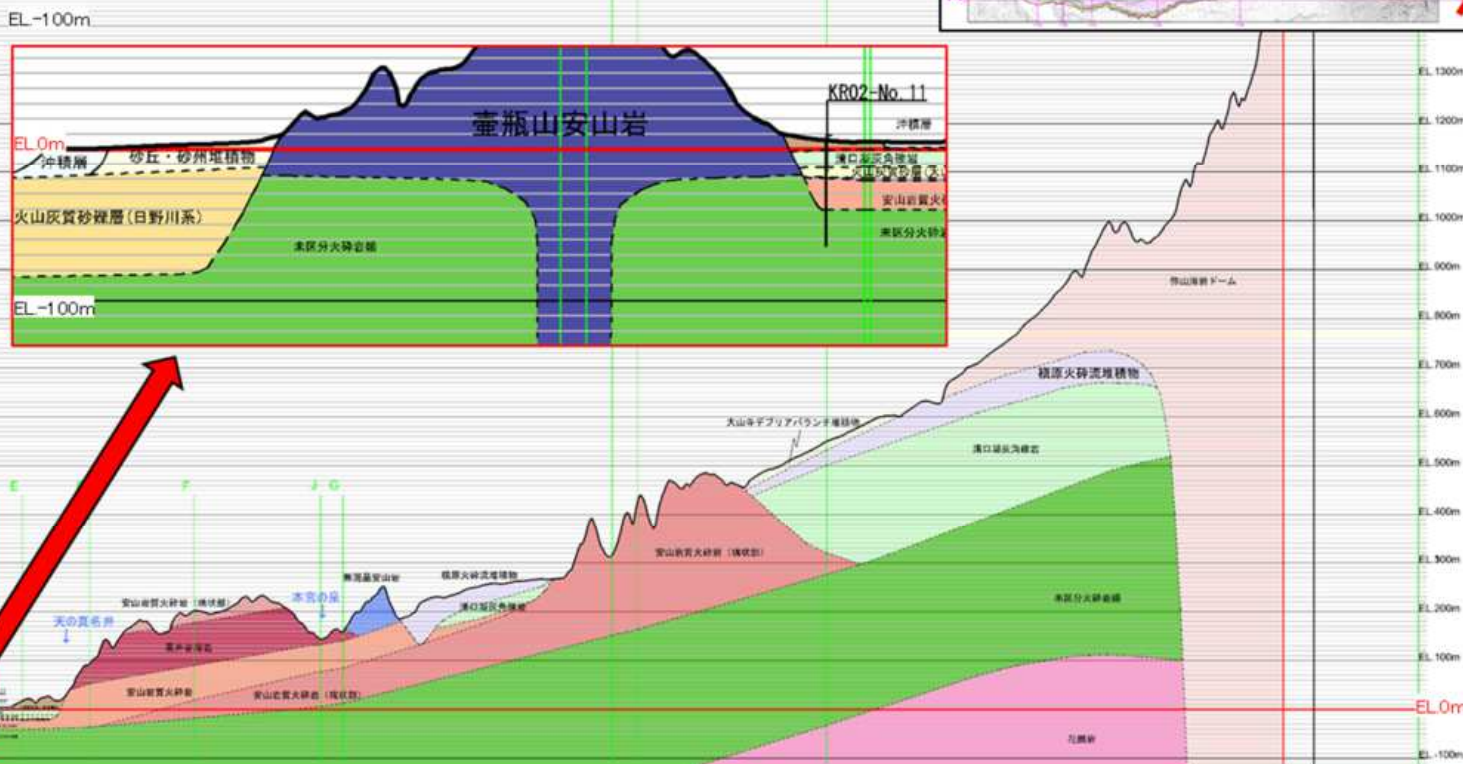 EL.-100m
KR02-No.11
壷瓶山安山岩
沖積層
EL.0m
沖積層
砂丘・砂州堆積物
溝口凝灰角礫岩
火山灰質砂礫層(日野川系)
安山岩質火砕
未区分火砕岩類
未区分火砕岩
EL.-100m
EL.1300m
EL.1200m
EL.1100m
EL.1000m
EL.900m
弥山溶岩ドーム
EL.800m
EL.700m
槇原火砕流堆積物
EL.600m
大山寺デブリアバランチ堆積物
溝口凝灰角礫岩
EL.500m
E
F
J
G
EL.400m
安山岩質火砕岩（塊状部）
EL.300m
無斑晶安山岩
槇原火砕流堆積物
未区分火砕岩類
安山岩質火砕岩（塊状部）
本宮の泉
溝口凝灰角礫岩
EL.200m
天の真名井
EL.100m
安山岩質火砕岩
安山岩質火砕岩（塊状部）
EL.0m
花崗岩
EL.-100m